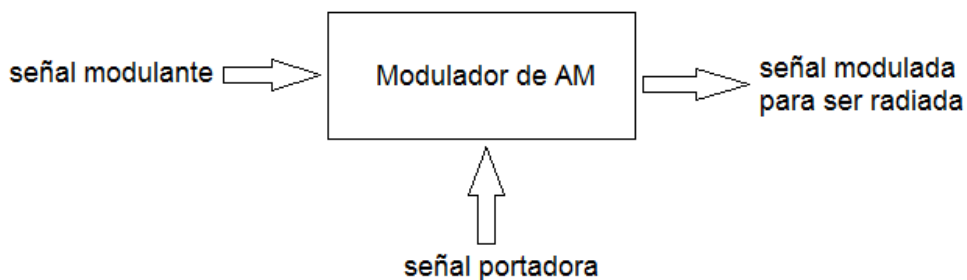 señal modulante
Modulador de AM
señal modulada
para ser radiada
señal portadora